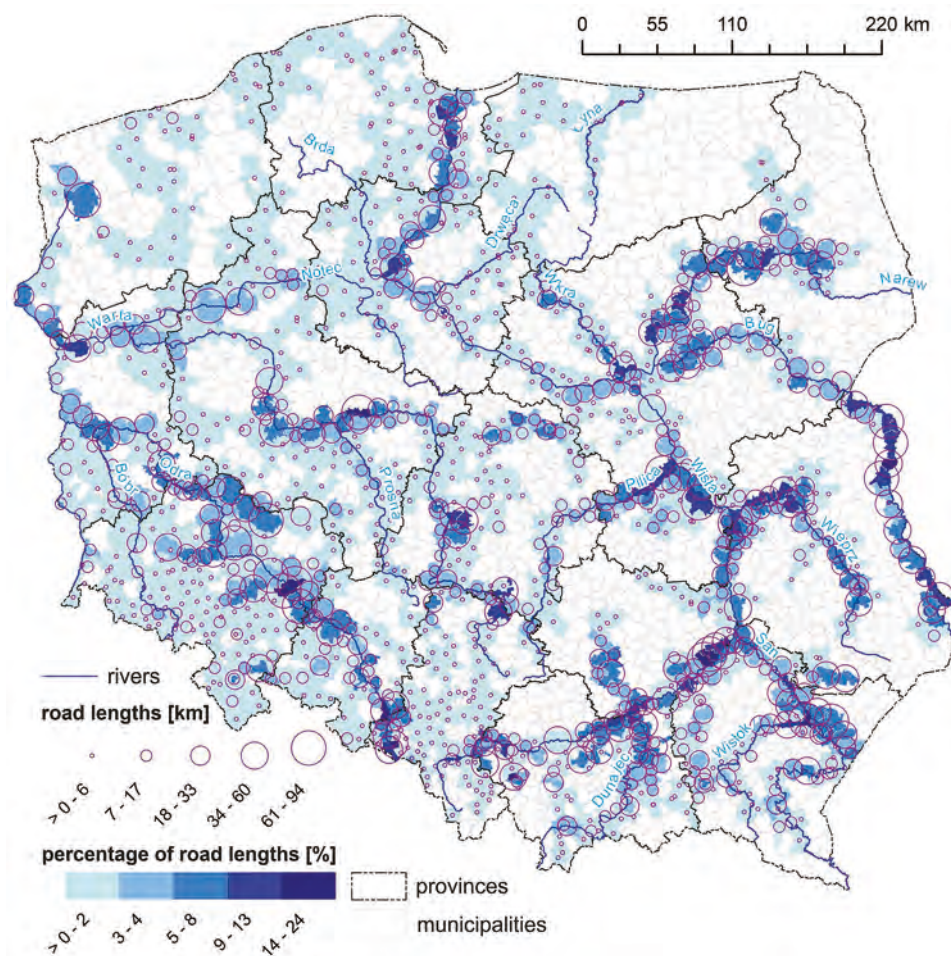 0 55 110 220 km
Łyna
Brda
Drwęca
Noteć
Wkra
Narew
Warta
Bug
Odra
Bóbr
Prosna
Pilica
Wisła
Wieprz
San
Wisłok
Dunajec
rivers
road lengths [km]
> 0 - 6
7 - 17
18 - 33
34 - 60
61 - 94
percentage of road lengths [%]
> 0 - 2
3 - 4
5 - 8
9 - 13
14 - 24
provinces
municipalities